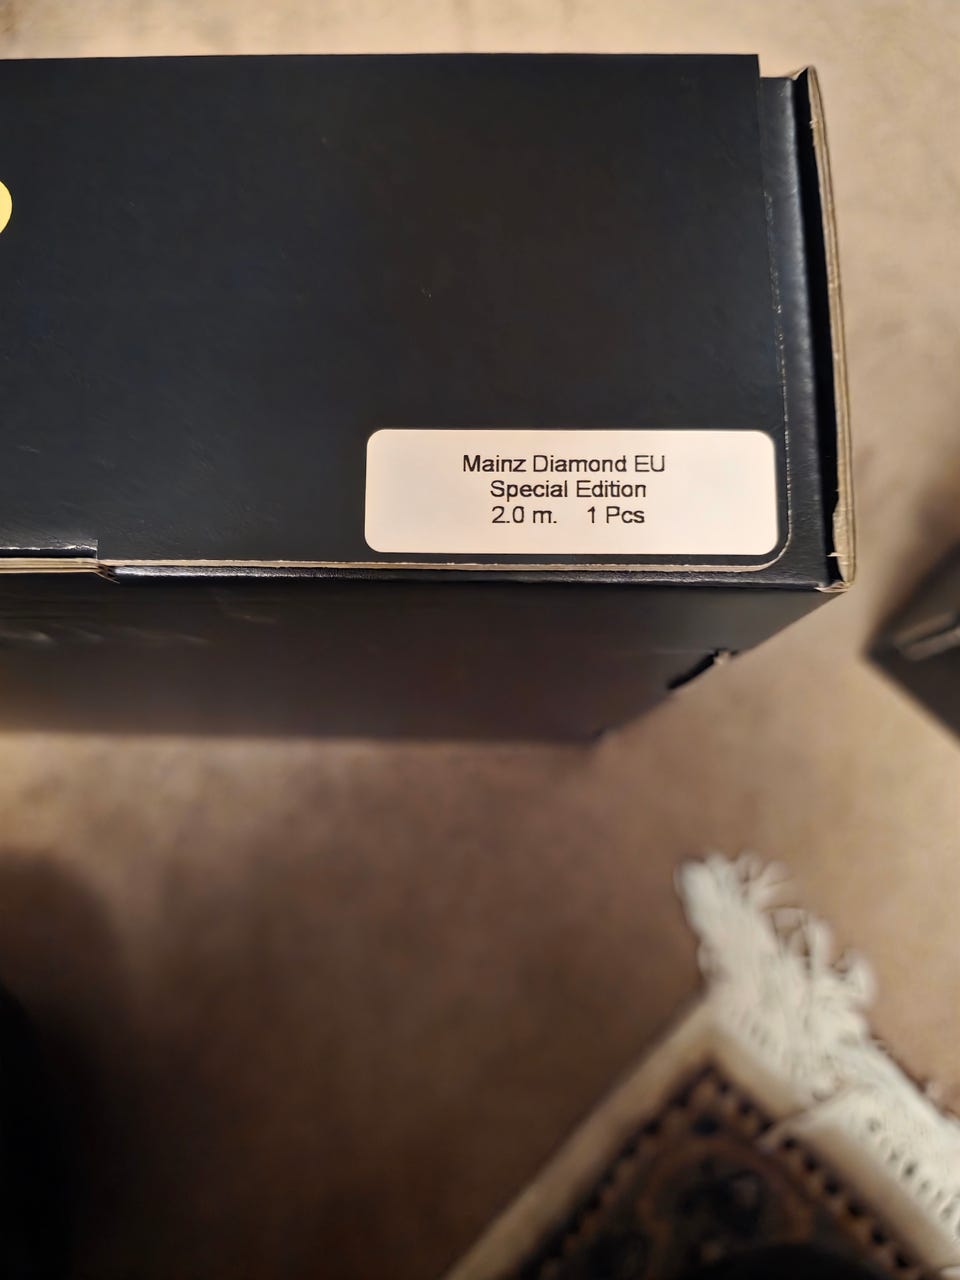 Mainz Diamond EU
Special Edition
2.0 m. 1 Pcs